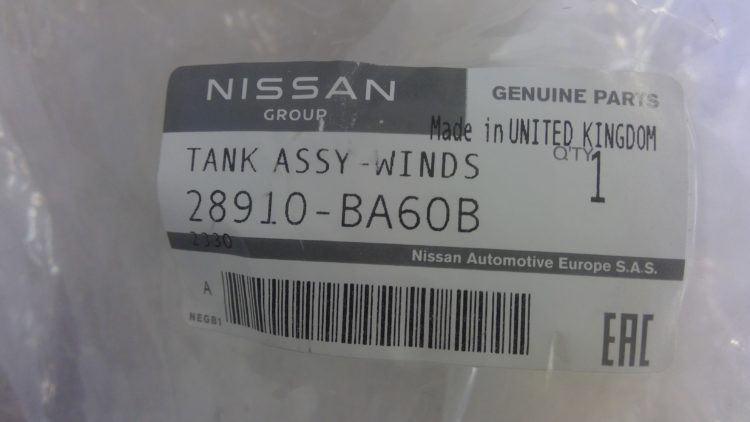 NISSAN
GROUP
GENUINE PARTS
Made in UNITED KINGDOM
TANK ASSY-WINDS
Q'TY 1
28910-BA60B
2330
Nissan Automotive Europe S.A.S.
A
NEGB1
EAC